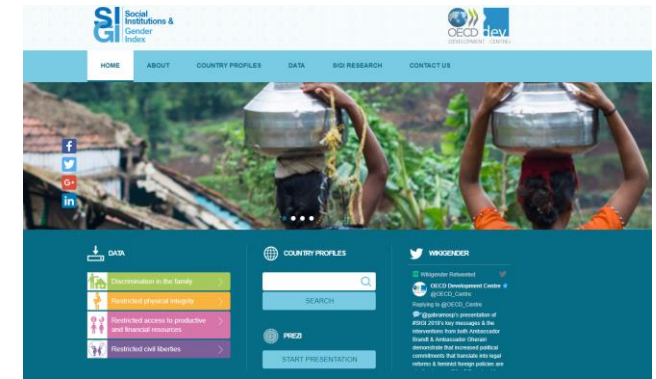 Social
Institutions &
Gender
Index
SIGI
OECD dev
DEVELOPMENT CENTRE
HOME ABOUT COUNTRY PROFILES DATA SIGI RESEARCH CONTACT US
f
G+
in
DATA
Discrimination in the family
Restricted physical integrity
Restricted access to productive
and financial resources
Restricted civil liberties
COUNTRY PROFILES
SEARCH
PREZI
START PRESENTATION
WIKIGENDER
Wikigender Retweeted
OECD Development Centre
@OECD_Centre
Replying to @OECD_Centre
presentation of
#SIGI 2019's key messages & the
interventions from both Ambassador
Brandt & Ambassador Gherairi
demonstrate that increased political
commitments that translate into legal
reforms & feminist foreign policies are